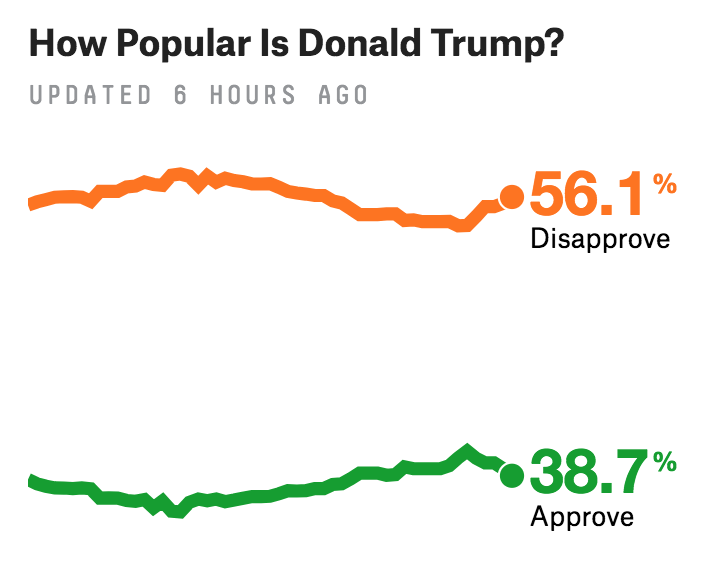 How Popular Is Donald Trump?
UPDATED 6 HOURS AGO
56.1%
Disapprove
38.7%
Approve